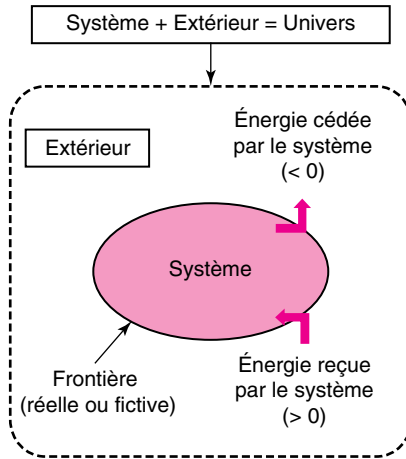 Système + Extérieur = Univers
Extérieur
Énergie cédée
par le système
(< 0)
Système
Frontière
(réelle ou fictive)
Énergie reçue
par le système
(> 0)